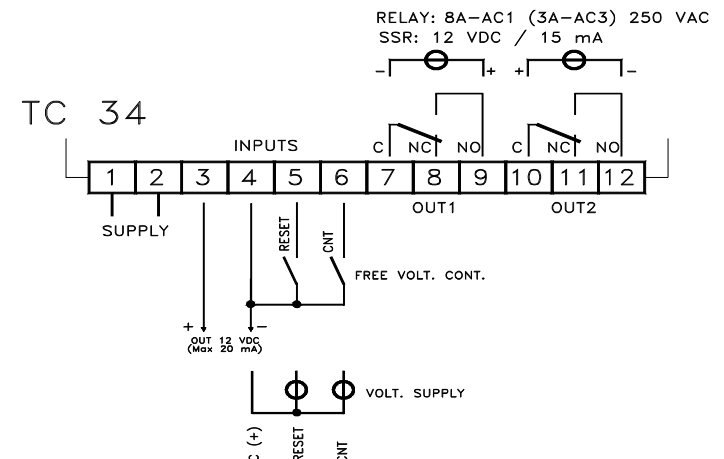 RELAY: 8A-AC1 (3A-AC3) 250 VAC
SSR: 12 VDC / 15 mA
- + + -
TC 34
INPUTS
C NC NO C NC NO
1 2 3 4 5 6 7 8 9 10 11 12
SUPPLY
OUT1
OUT2
RESET
CNT
FREE VOLT. CONT.
+ -
OUT 12 VDC
(Max 20 mA)
VOLT. SUPPLY
C (+)
RESET
CNT